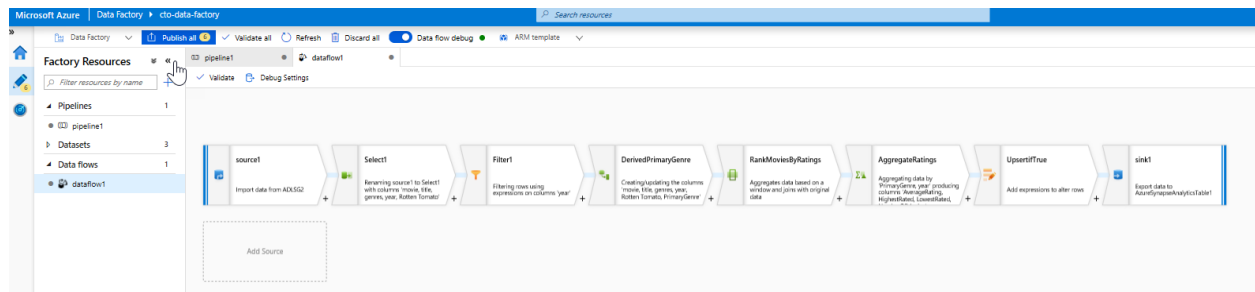 Microsoft Azure Data Factory cto-data-factory Search resources
Data Factory Publish all 6 Validate all Refresh Discard all Data flow debug ARM template
Factory Resources
pipeline1 dataflow1
Filter resources by name
Validate Debug Settings
6
Pipelines 1
pipeline1
Datasets 3
Data flows 1
dataflow1
source1
Import data from ADLSG2
+
Select1
Renaming source1 to Select1
with columns 'movie, title,
genres, year, Rotten Tomato'
+
Filter1
Filtering rows using
expressions on columns 'year'
+
DerivedPrimaryGenre
Creating/updating the columns
'movie, title, genres, year,
Rotten Tomato, PrimaryGenre'
+
RankMoviesByRatings
Aggregates data based on a
window and joins with original
data
+
AggregateRatings
Aggregating data by
'PrimaryGenre, year' producing
columns 'AverageRating,
HighestRated, LowestRated,
+
UpsertifTrue
Add expressions to alter rows
+
sink1
Export data to
AzureSynapseAnalyticsTable1
Add Source